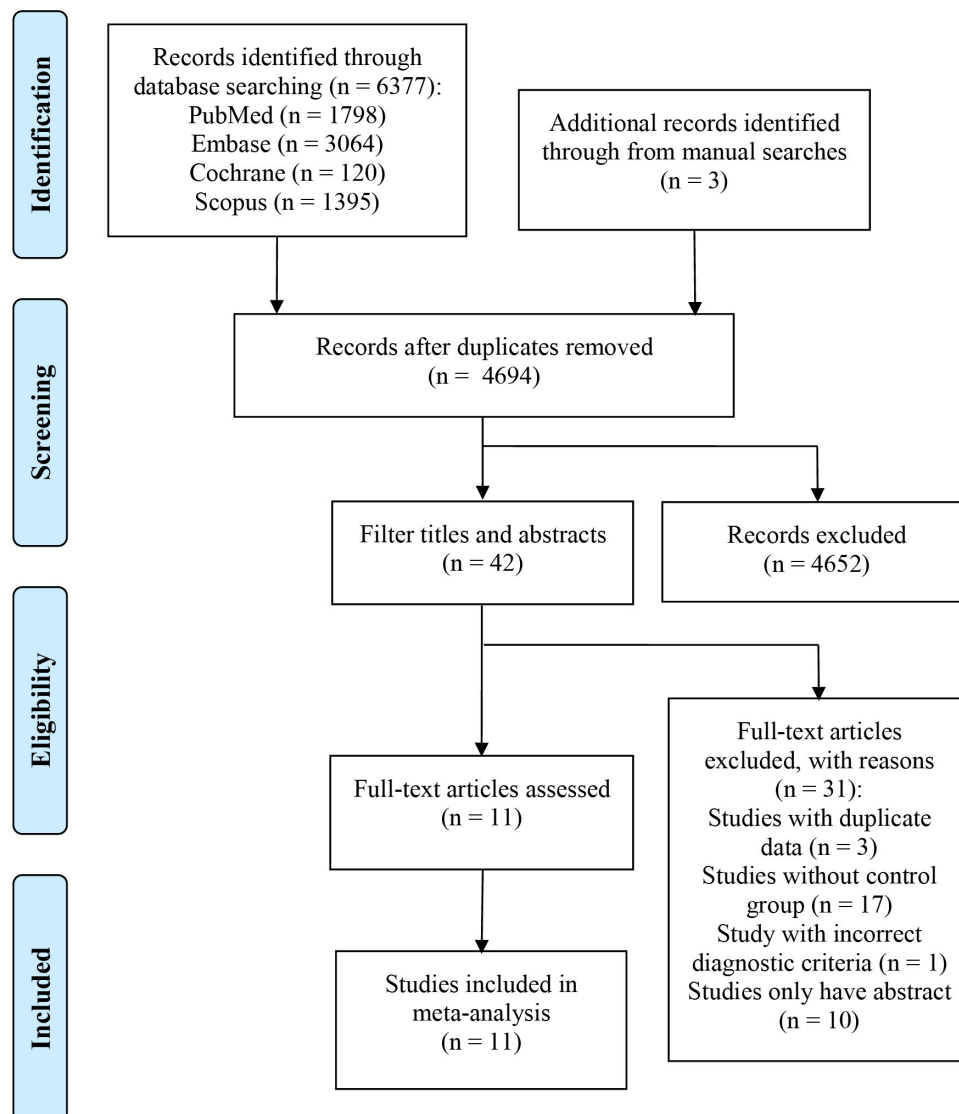 Identification
Records identified through
database searching (n = 6377):
PubMed (n = 1798)
Embase (n = 3064)
Cochrane (n = 120)
Scopus (n = 1395)
Additional records identified
through from manual searches
(n = 3)
Screening
Records after duplicates removed
(n = 4694)
Filter titles and abstracts
(n = 42)
Records excluded
(n = 4652)
Eligibility
Full-text articles assessed
(n = 11)
Full-text articles
excluded, with reasons
(n = 31):
Studies with duplicate
data (n = 3)
Studies without control
group (n = 17)
Study with incorrect
diagnostic criteria (n = 1)
Studies only have abstract
(n = 10)
Included
Studies included in
meta-analysis
(n = 11)